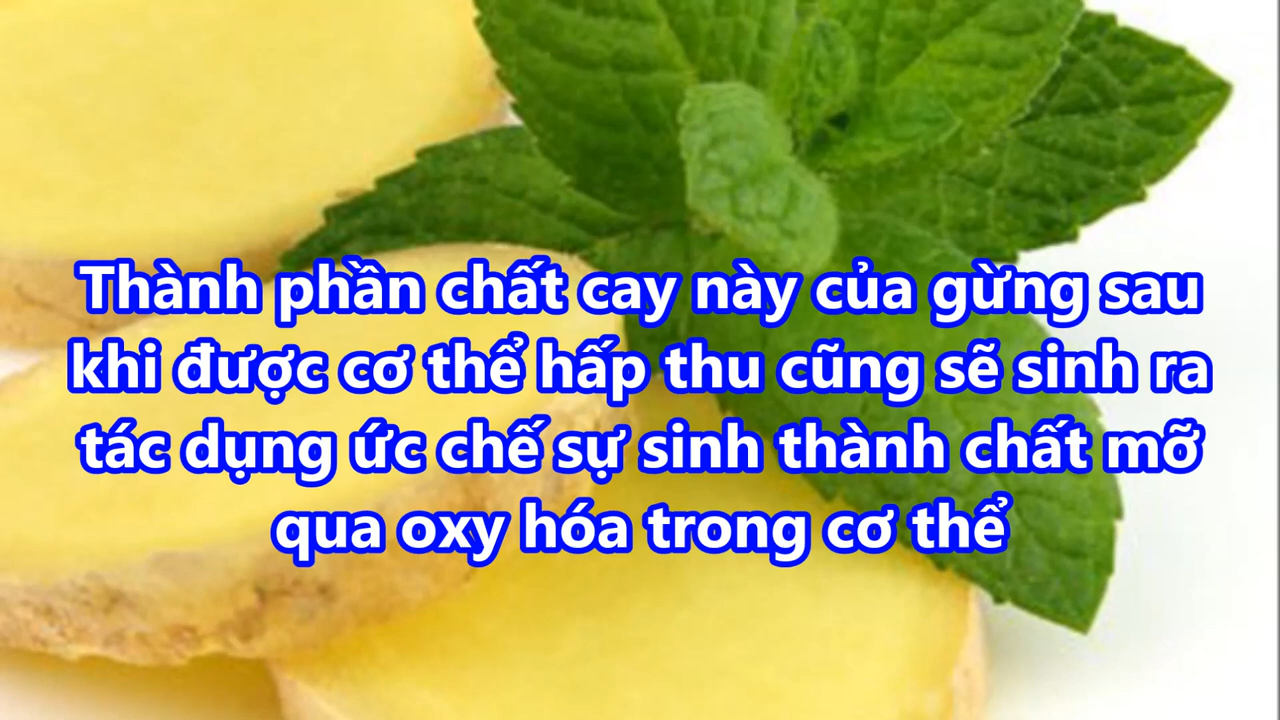 Thành phần chất cay này của gừng sau
khi được cơ thể hấp thu cũng sẽ sinh ra
tác dụng ức chế sự sinh thành chất mỡ
qua oxy hóa trong cơ thể